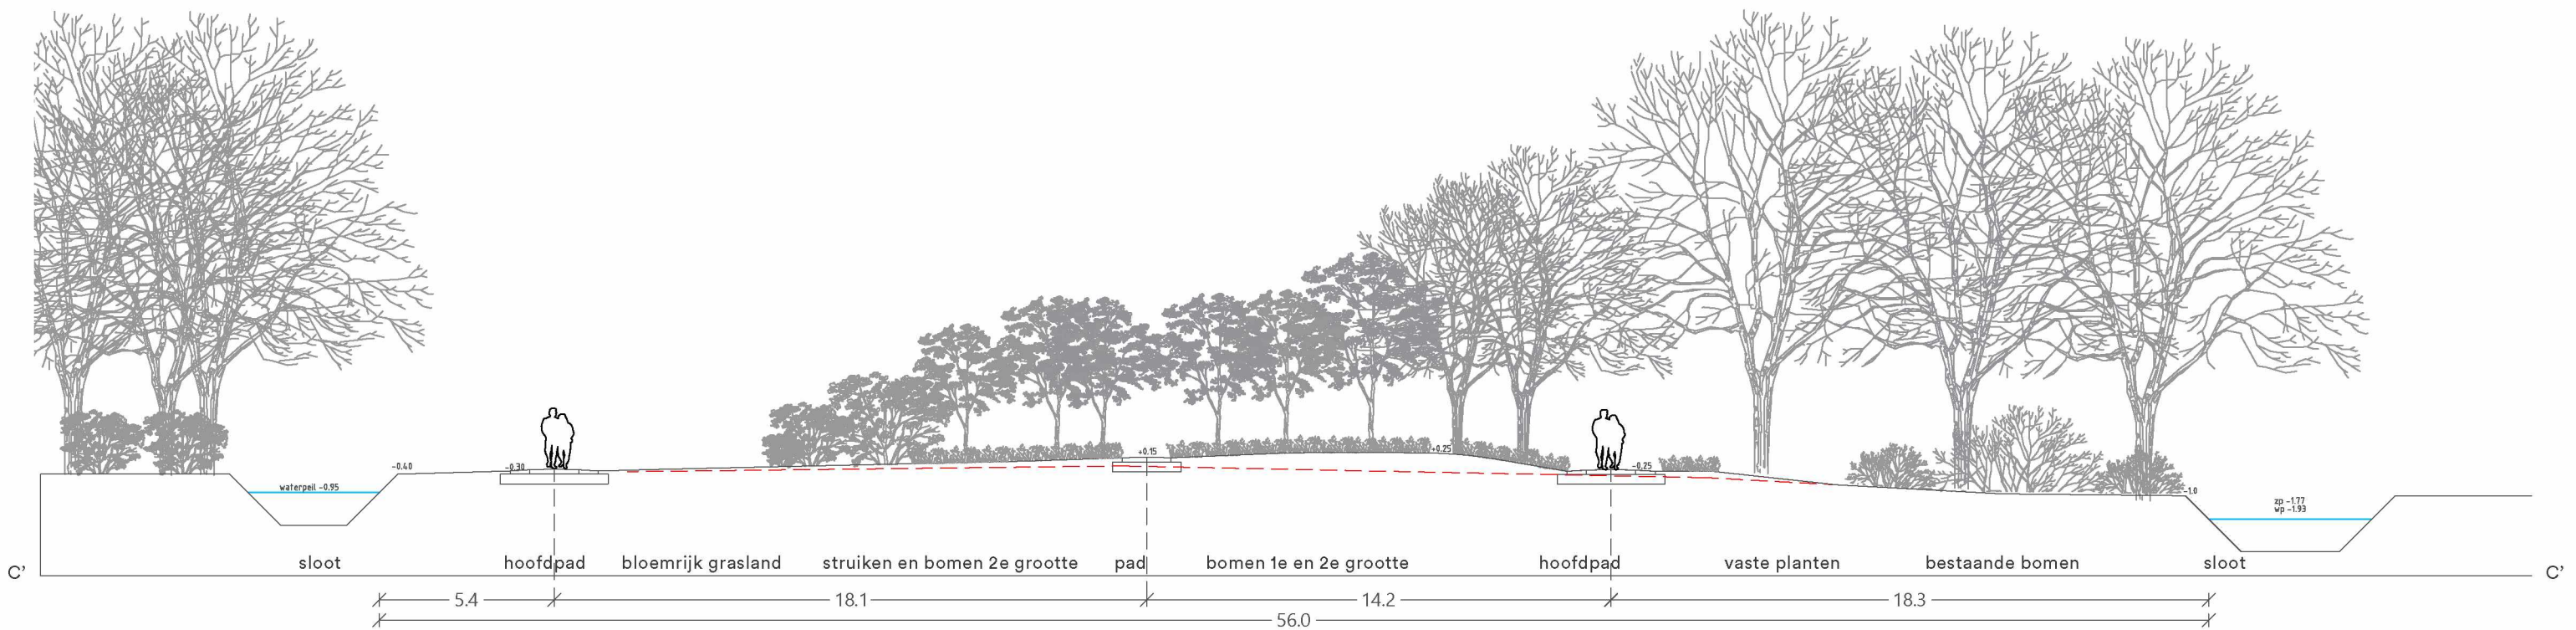 -0.40
-0.30
waterpeil -0.95
+0.15
+0.25
-0.25
-1.0
zp -1.77
wp -1.93
C' sloot hoofdpad bloemrijk grasland struiken en bomen 2e grootte pad bomen 1e en 2e grootte hoofdpad vaste planten bestaande bomen sloot C'
5.4 18.1 14.2 18.3
56.0